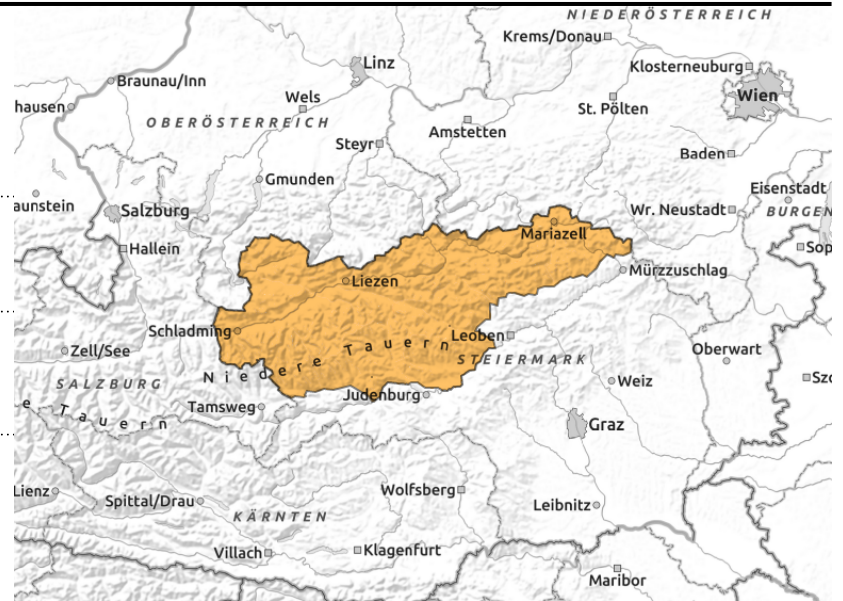 NIEDERÖSTERREICH
Krems/Donau
Linz
Klosterneuburg
Braunau/Inn
Wien
hausen
Wels
St. Pölten
OBERÖSTERREICH
Amstetten
Steyr
Baden
Gmunden
Eisenstadt
aunstein
Salzburg
Wr. Neustadt
BURGEN
Mariazell
Hallein
Sop
Mürzzuschlag
Liezen
Schladming
Leoben
Niedere Tauern
Zell/See
STEIERMARK
Oberwart
SALZBURG
Weiz
Szo
Judenburg
e Tauern
Tamsweg
Graz
Lienz
Wolfsberg
Spittal/Drau
Leibnitz
KÄRNTEN
Villach
Klagenfurt
Maribor